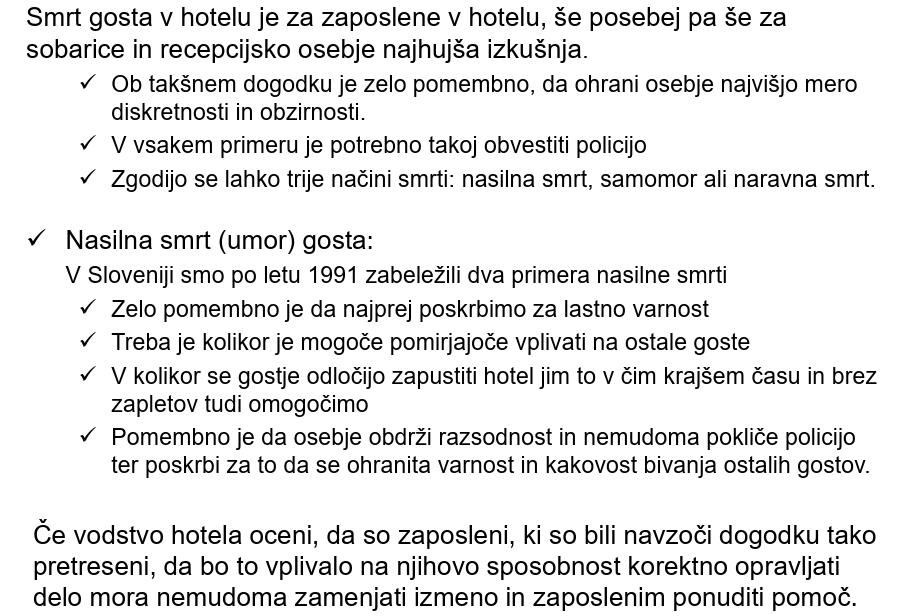 Smrt gosta v hotelu je za zaposlene v hotelu, še posebej pa še za
sobarice in recepcijsko osebje najhujša izkušnja.
✓ Ob takšnem dogodku je zelo pomembno, da ohrani osebje najvišjo mero
diskretnosti in obzirnosti.
✓ V vsakem primeru je potrebno takoj obvestiti policijo
✓ Zgodijo se lahko trije načini smrti: nasilna smrt, samomor ali naravna smrt.
✓ Nasilna smrt (umor) gosta:
V Sloveniji smo po letu 1991 zabeležili dva primera nasilne smrti
✓ Zelo pomembno je da najprej poskrbimo za lastno varnost
✓ Treba je kolikor je mogoče pomirjajoče vplivati na ostale goste
✓ V kolikor se gostje odločijo zapustiti hotel jim to v čim krajšem času in brez
zapletov tudi omogočimo
✓ Pomembno je da osebje obdrži razsodnost in nemudoma pokliče policijo
ter poskrbi za to da se ohranita varnost in kakovost bivanja ostalih gostov.
Če vodstvo hotela oceni, da so zaposleni, ki so bili navzoči dogodku tako
pretreseni, da bo to vplivalo na njihovo sposobnost korektno opravljati
delo mora nemudoma zamenjati izmeno in zaposlenim ponuditi pomoč.